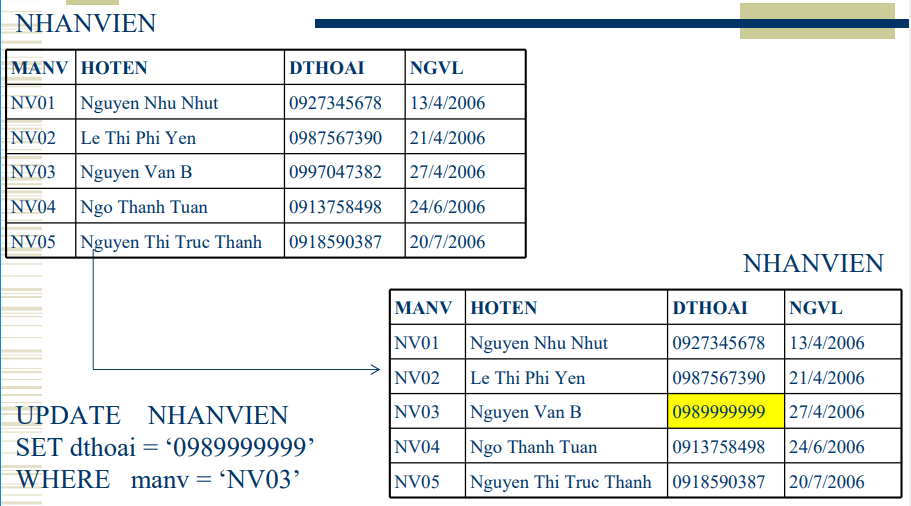 NHANVIEN
MANV HOTEN DTHOAI NGVL
NV01 Nguyen Nhu Nhut 0927345678 13/4/2006
NV02 Le Thi Phi Yen 0987567390 21/4/2006
NV03 Nguyen Van B 0997047382 27/4/2006
NV04 Ngo Thanh Tuan 0913758498 24/6/2006
NV05 Nguyen Thi Truc Thanh 0918590387 20/7/2006
NHANVIEN
MANV HOTEN DTHOAI NGVL
NV01 Nguyen Nhu Nhut 0927345678 13/4/2006
NV02 Le Thi Phi Yen 0987567390 21/4/2006
NV03 Nguyen Van B 0989999999 27/4/2006
NV04 Ngo Thanh Tuan 0913758498 24/6/2006
NV05 Nguyen Thi Truc Thanh 0918590387 20/7/2006
UPDATE NHANVIEN
SET dthoai = ‘0989999999’
WHERE manv = ‘NV03’